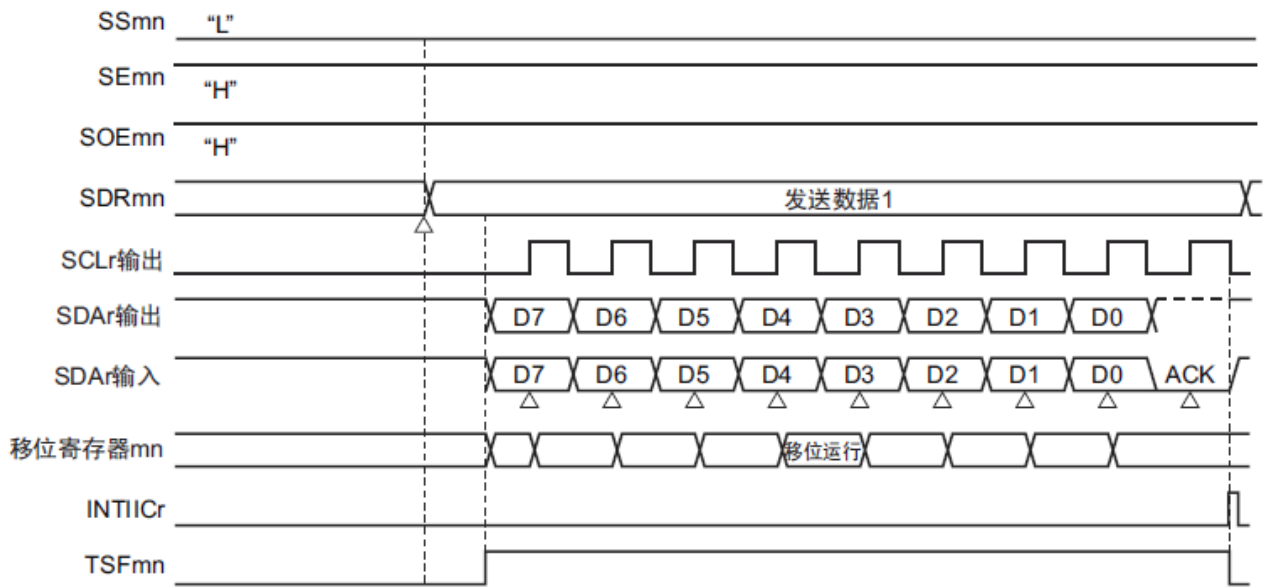 SSmn “L”
SEmn “H”
SOEmn “H”
SDRmn 发送数据1
SCLr输出
SDAr输出 D7 D6 D5 D4 D3 D2 D1 D0
SDAr输入 D7 D6 D5 D4 D3 D2 D1 D0 ACK
移位寄存器mn 移位运行
INTIICr
TSFmn